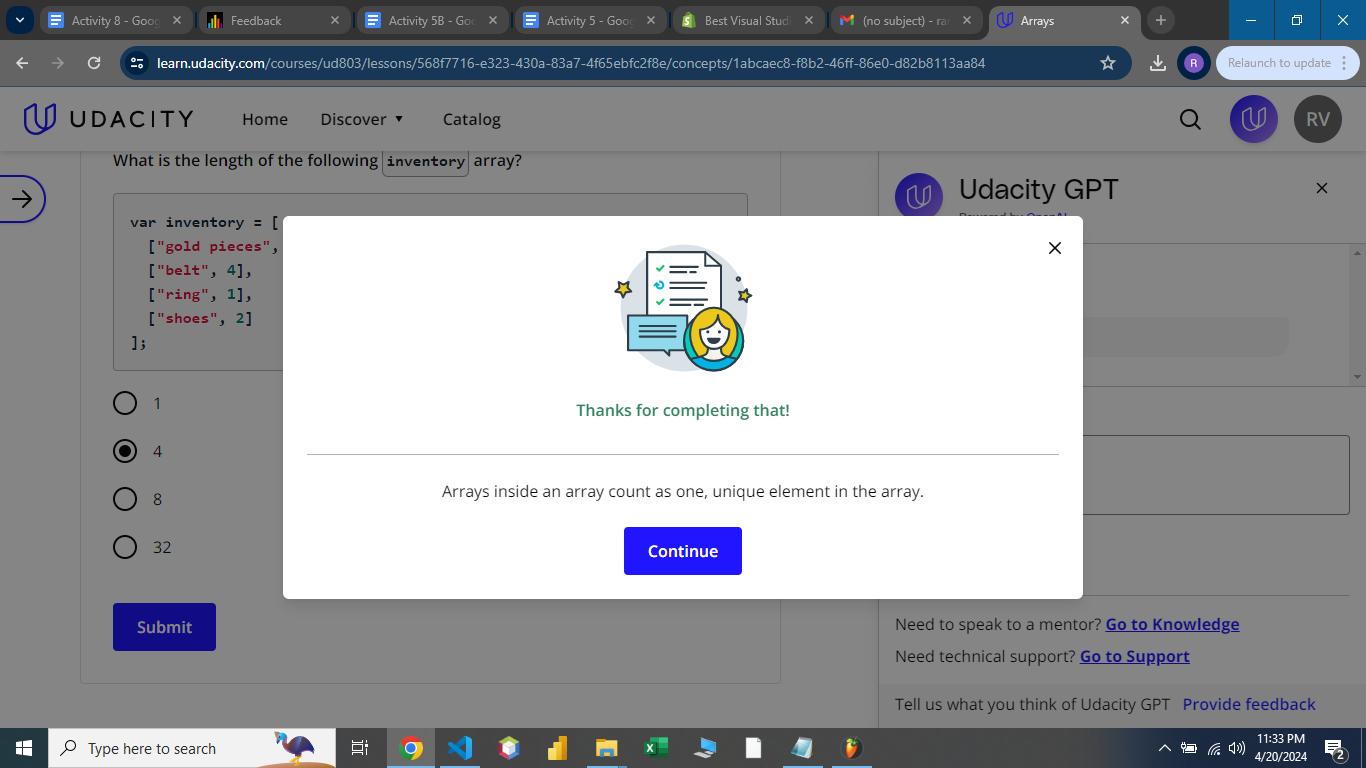 Activity 8 - Goog
Feedback
Activity 5B - Goo
Activity 5 - Goog
Best Visual Studi
(no subject) - rar
Arrays
learn.udacity.com/courses/ud803/lessons/568f7716-e323-430a-83a7-4f65ebfc2f8e/concepts/1abcaec8-f8b2-46ff-86e0-d82b8113aa84
R
Relaunch to update
UDACITY
Home
Discover
Catalog
RV
What is the length of the following inventory array?
var inventory = [
["gold pieces",
["belt", 4],
["ring", 1],
["shoes", 2]
];
1
4
8
32
Submit
Thanks for completing that!
Arrays inside an array count as one, unique element in the array.
Continue
Udacity GPT
Powered by OpenAI
Need to speak to a mentor? Go to Knowledge
Need technical support? Go to Support
Tell us what you think of Udacity GPT Provide feedback
Type here to search
11:33 PM
4/20/2024
2